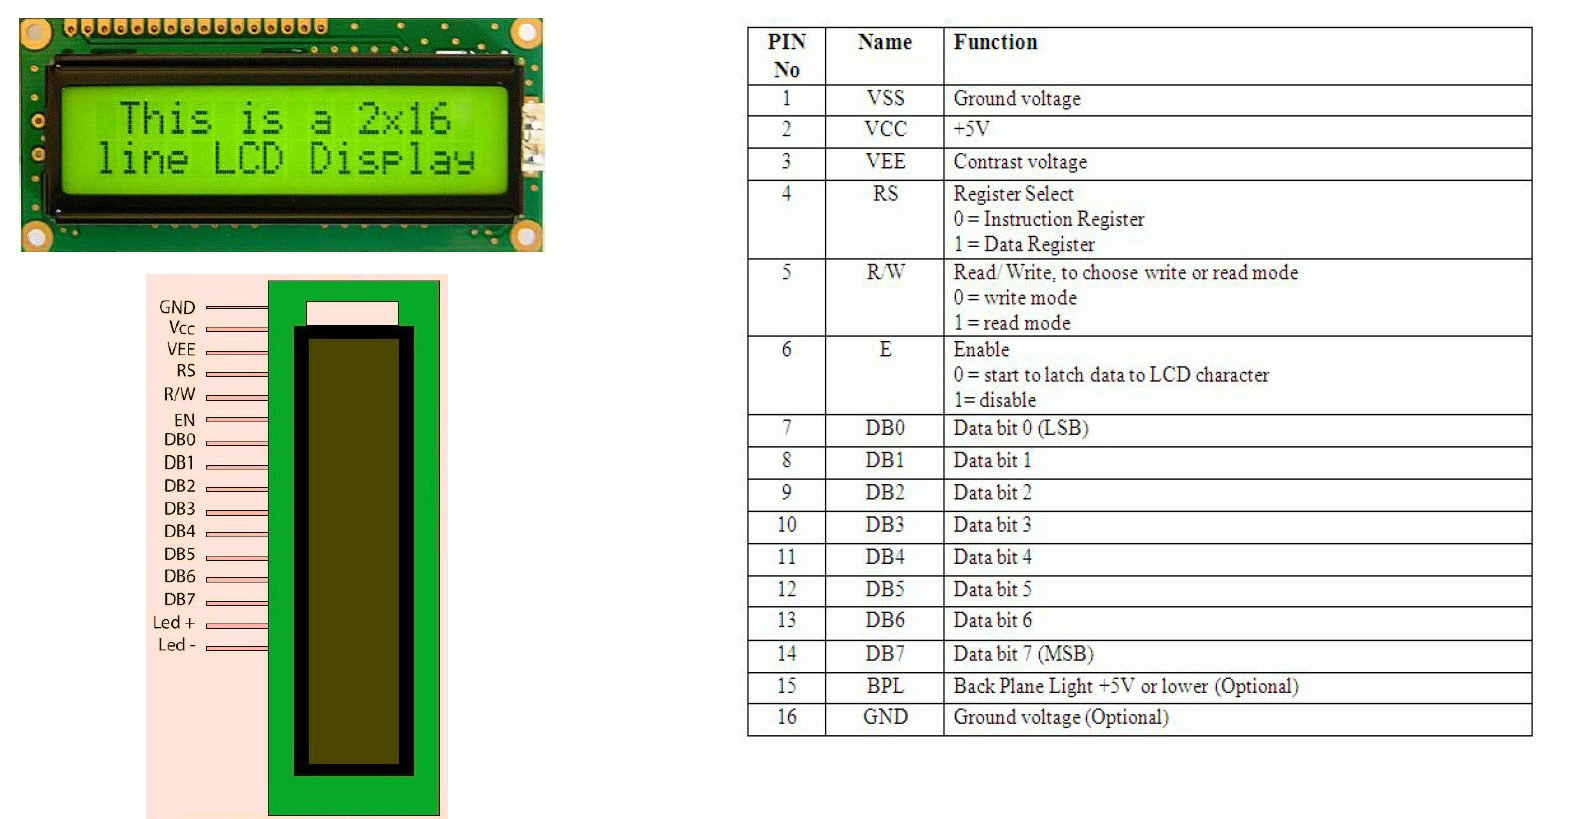 This is a 2x16
line LCD Display
GND
Vcc
VEE
RS
R/W
EN
DB0
DB1
DB2
DB3
DB4
DB5
DB6
DB7
Led +
Led -
PIN No Name Function
1 VSS Ground voltage
2 VCC +5V
3 VEE Contrast voltage
4 RS Register Select
0 = Instruction Register
1 = Data Register
5 R/W Read/ Write, to choose write or read mode
0 = write mode
1 = read mode
6 E Enable
0 = start to latch data to LCD character
1= disable
7 DB0 Data bit 0 (LSB)
8 DB1 Data bit 1
9 DB2 Data bit 2
10 DB3 Data bit 3
11 DB4 Data bit 4
12 DB5 Data bit 5
13 DB6 Data bit 6
14 DB7 Data bit 7 (MSB)
15 BPL Back Plane Light +5V or lower (Optional)
16 GND Ground voltage (Optional)